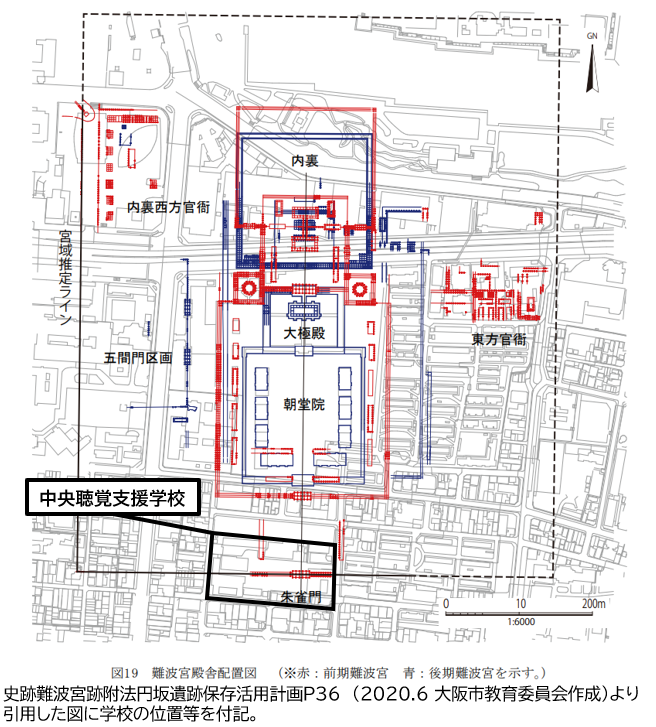 GN
内裏
内裏西方官衙
宮域推定ライン
大極殿
東方官衙
五間門区画
朝堂院
中央聴覚支援学校
朱雀門
0 10 200m
1:6000
図19 難波宮殿舎配置図 （※赤：前期難波宮 青：後期難波宮を示す。）
史跡難波宮跡附法円坂遺跡保存活用計画P36 （2020.6 大阪市教育委員会作成）より
引用した図に学校の位置等を付記。